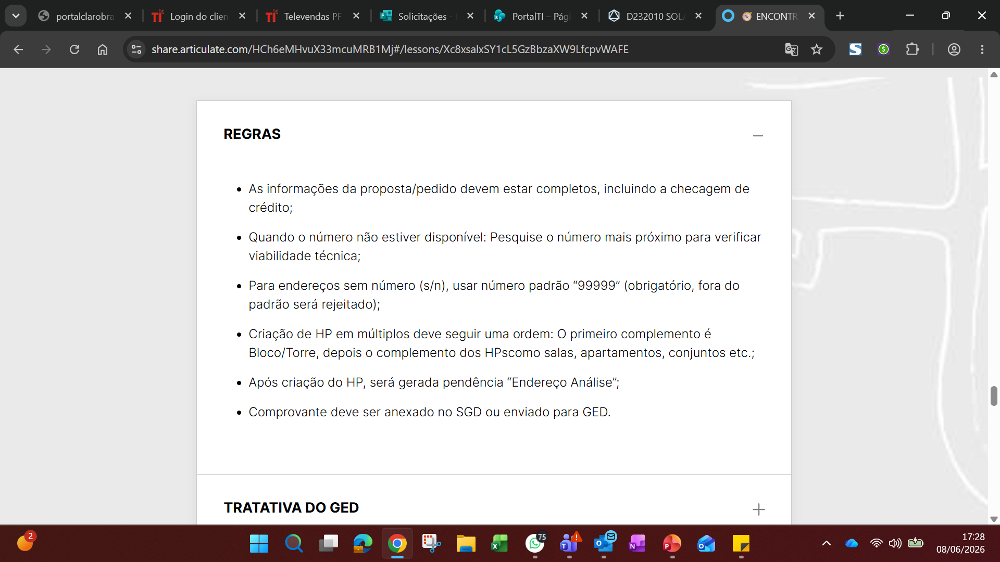 portalclarobra
Login do clien
Televendas PF
Solicitações -
PortalTI – Pági
D232010 SOL
ENCONTR
share.articulate.com/HCh6eMHvuX33mcuMRB1Mj#/lessons/Xc8xsalxSY1cL5GzBbzaXW9LfcpvWAFE
REGRAS
• As informações da proposta/pedido devem estar completos, incluindo a checagem de
crédito;
• Quando o número não estiver disponível: Pesquise o número mais próximo para verificar
viabilidade técnica;
• Para endereços sem número (s/n), usar número padrão “99999” (obrigatório, fora do
padrão será rejeitado);
• Criação de HP em múltiplos deve seguir uma ordem: O primeiro complemento é
Bloco/Torre, depois o complemento dos HPscomo salas, apartamentos, conjuntos etc.;
• Após criação do HP, será gerada pendência “Endereço Análise”;
• Comprovante deve ser anexado no SGD ou enviado para GED.
TRATATIVA DO GED
2
75
17:28
08/06/2026